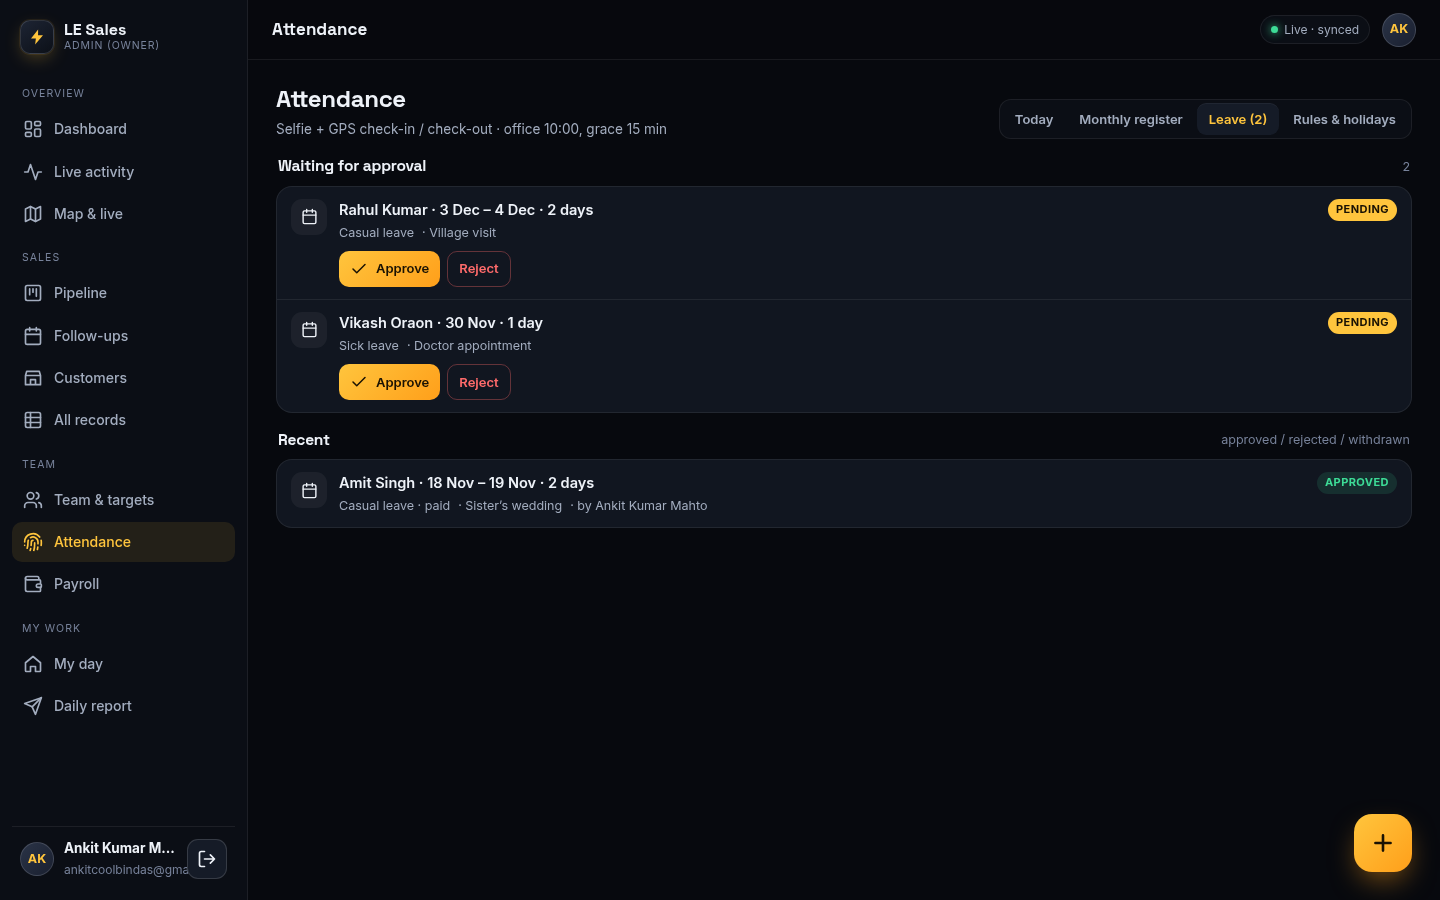 LE Sales
ADMIN (OWNER)
OVERVIEW
Dashboard
Live activity
Map & live
SALES
Pipeline
Follow-ups
Customers
All records
TEAM
Team & targets
Attendance
Payroll
MY WORK
My day
Daily report
AK
Ankit Kumar M...
ankitcoolbindas@gma
Attendance
Live · synced
AK
Attendance
Selfie + GPS check-in / check-out · office 10:00, grace 15 min
Today
Monthly register
Leave (2)
Rules & holidays
Waiting for approval
2
Rahul Kumar · 3 Dec – 4 Dec · 2 days
PENDING
Casual leave · Village visit
Approve
Reject
Vikash Oraon · 30 Nov · 1 day
PENDING
Sick leave · Doctor appointment
Approve
Reject
Recent
approved / rejected / withdrawn
Amit Singh · 18 Nov – 19 Nov · 2 days
APPROVED
Casual leave · paid · Sister’s wedding · by Ankit Kumar Mahto